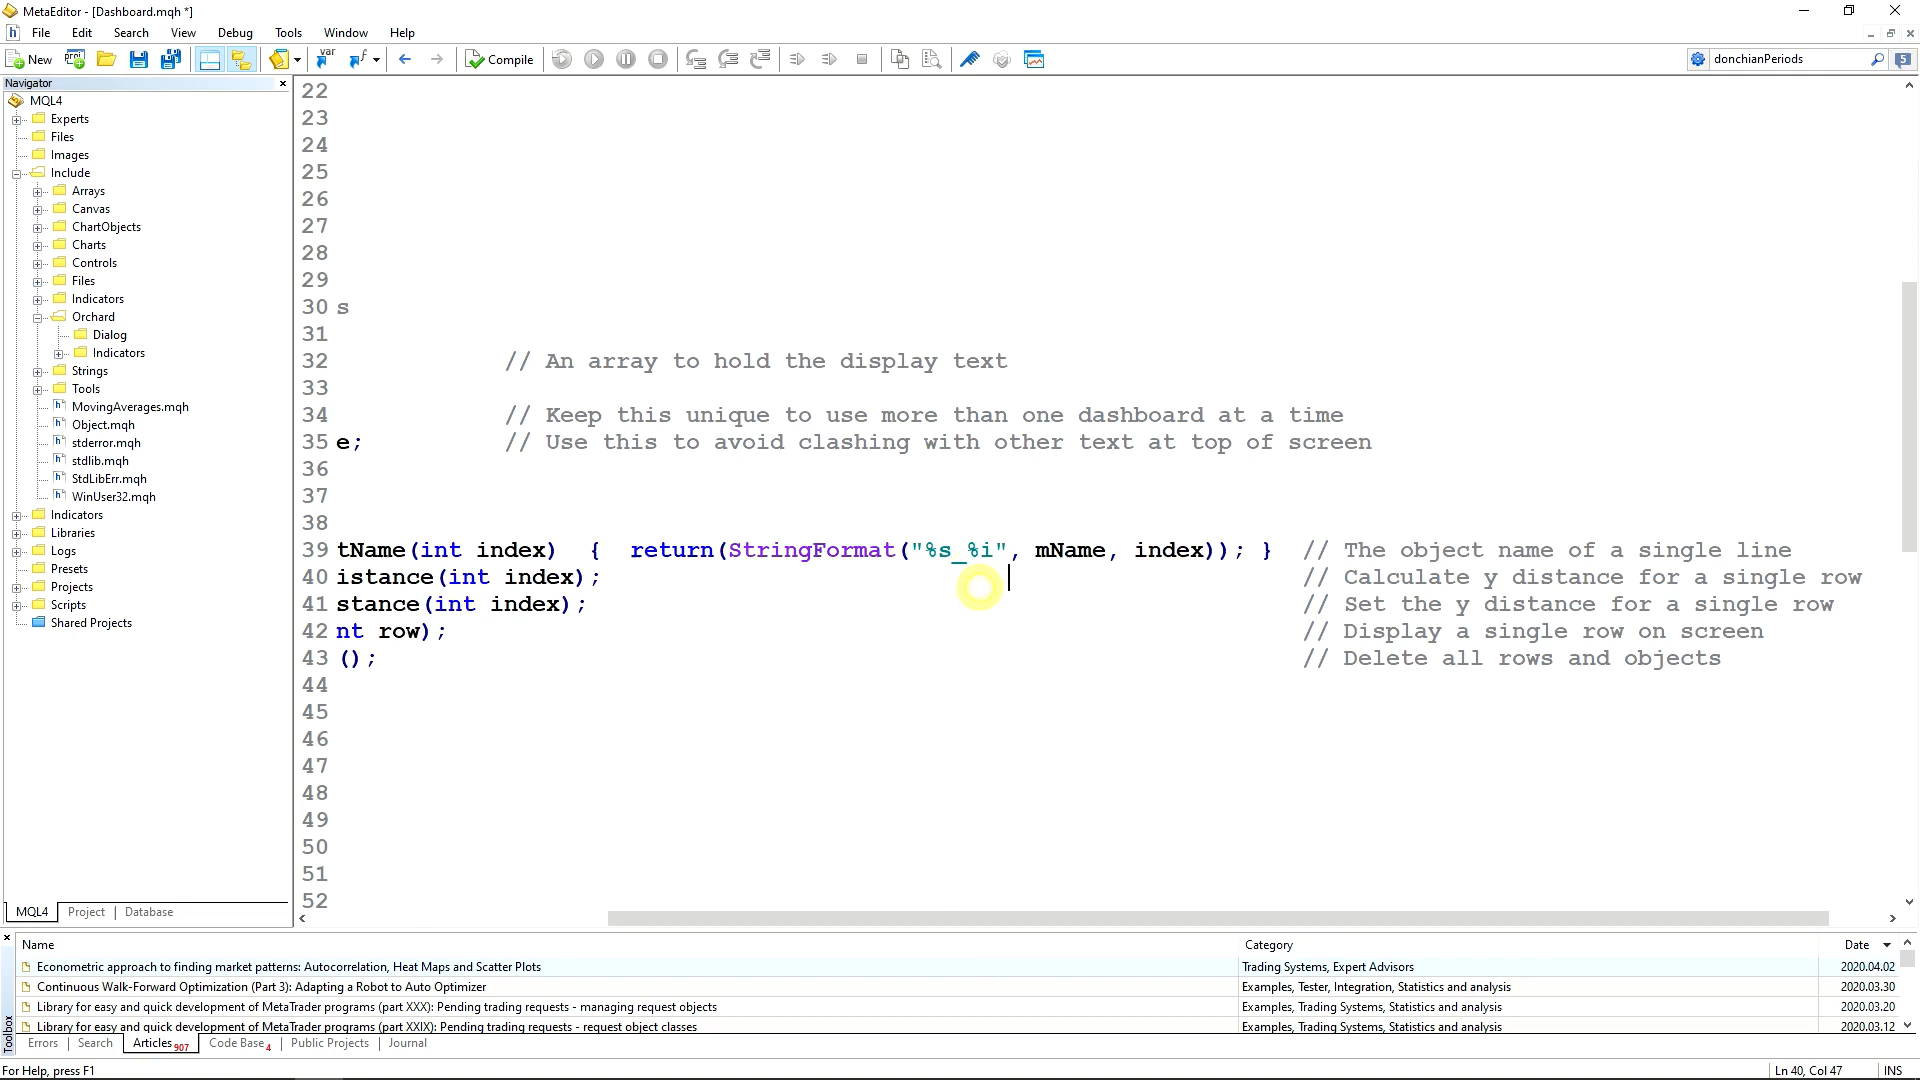 MetaEditor - [Dashboard.mqh *]
File Edit Search View Debug Tools Window Help
New Compile donchianPeriods 5
Navigator
MQL4
Experts
Files
Images
Include
Arrays
Canvas
ChartObjects
Charts
Controls
Files
Indicators
Orchard
Dialog
Indicators
Strings
Tools
MovingAverages.mqh
Object.mqh
stderror.mqh
stdlib.mqh
StdLibErr.mqh
WinUser32.mqh
Indicators
Libraries
Logs
Presets
Projects
Scripts
Shared Projects
MQL4 Project Database
22
23
24
25
26
27
28
29
30 s
31
32 // An array to hold the display text
33
34 // Keep this unique to use more than one dashboard at a time
35 e; // Use this to avoid clashing with other text at top of screen
36
37
38
39 tName(int index) { return(StringFormat("%s_%i", mName, index)); } // The object name of a single line
40 istance(int index); // Calculate y distance for a single row
41 stance(int index); // Set the y distance for a single row
42 nt row); // Display a single row on screen
43 (); // Delete all rows and objects
44
45
46
47
48
49
50
51
52
Name Category Date
Econometric approach to finding market patterns: Autocorrelation, Heat Maps and Scatter Plots Trading Systems, Expert Advisors 2020.04.02
Continuous Walk-Forward Optimization (Part 3): Adapting a Robot to Auto Optimizer Examples, Tester, Integration, Statistics and analysis 2020.03.30
Library for easy and quick development of MetaTrader programs (part XXX): Pending trading requests - managing request objects Examples, Trading Systems, Statistics and analysis 2020.03.20
Library for easy and quick development of MetaTrader programs (part XXIX): Pending trading requests - request object classes Examples, Trading Systems, Statistics and analysis 2020.03.12
Toolbox
Errors Search Articles 907 Code Base 4 Public Projects Journal
For Help, press F1 Ln 40, Col 47 INS